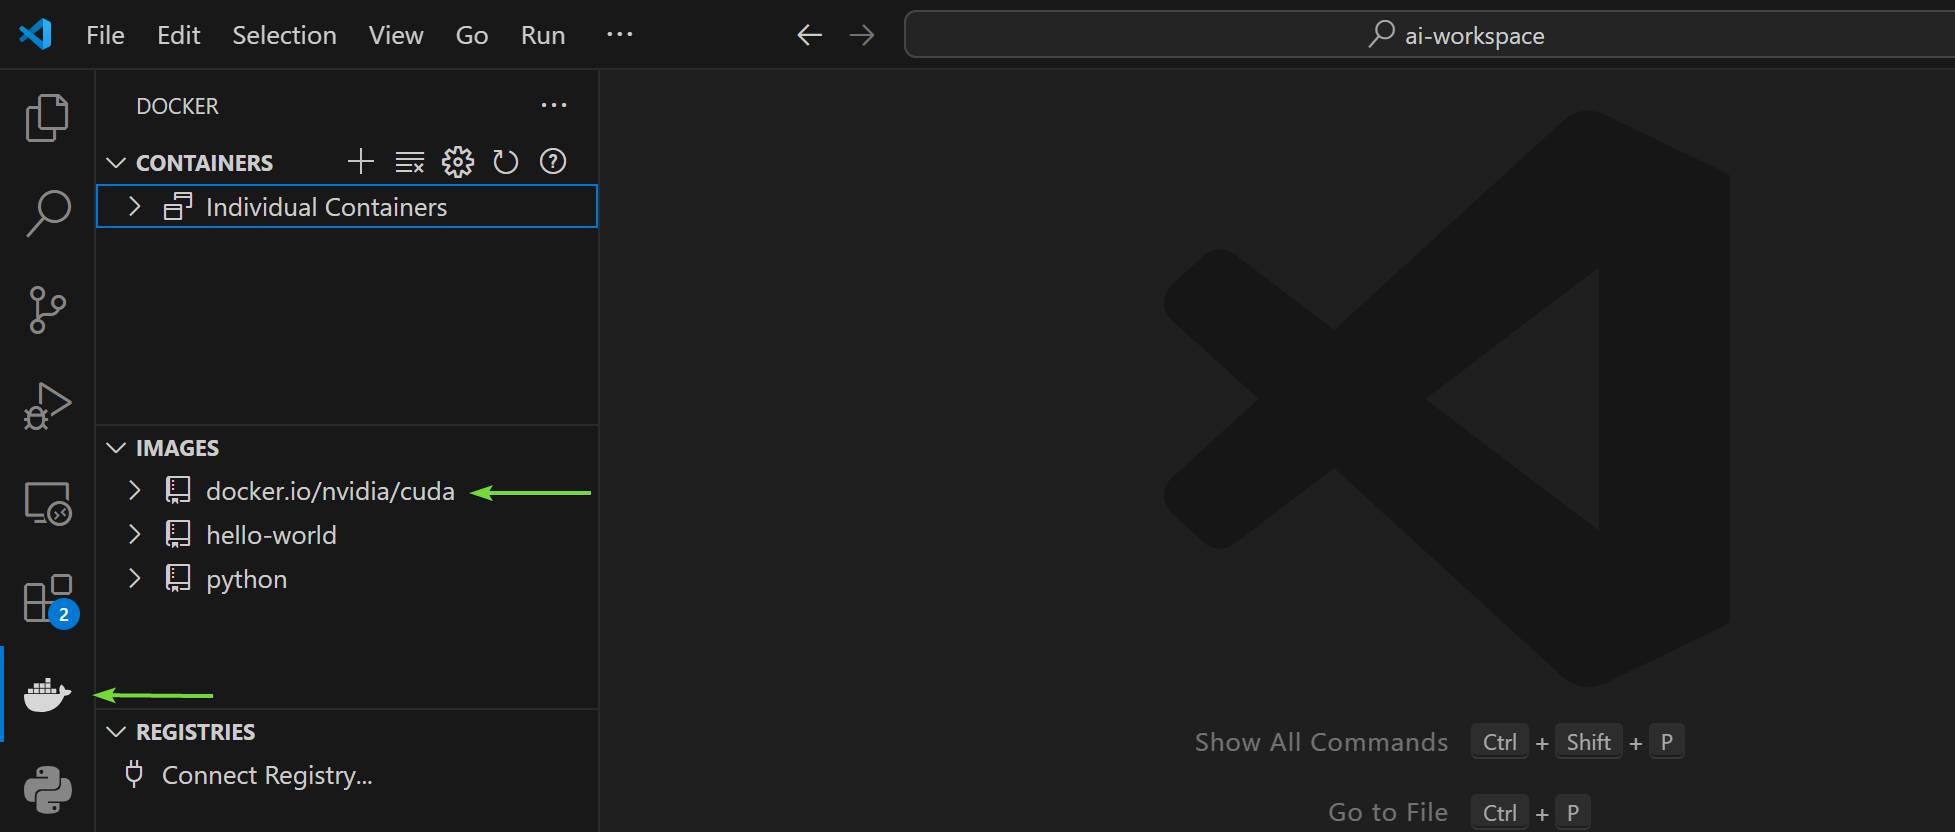 File Edit Selection View Go Run ···
ai-workspace
DOCKER
CONTAINERS
Individual Containers
IMAGES
docker.io/nvidia/cuda
hello-world
python
2
REGISTRIES
Connect Registry...
Show All Commands Ctrl + Shift + P
Go to File Ctrl + P